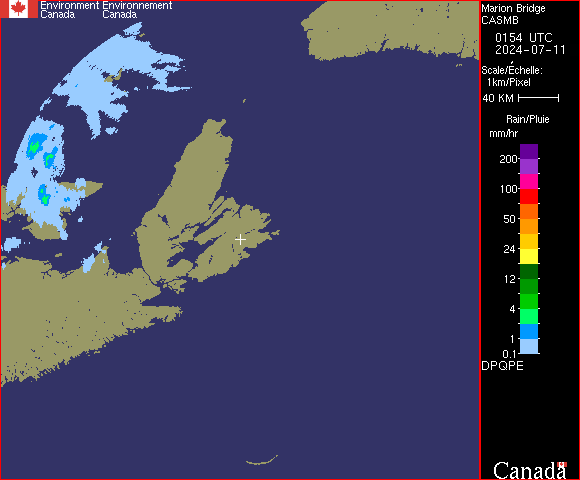 Environment Environnement
Canada Canada
Marion Bridge
CASMB
0154 UTC
2024-07-11
Scale/Échelle:
1km/Pixel
40 KM
Rain/Pluie
mm/hr
200
100
50
24
12
4
1
0.1
DPQPE
Canada